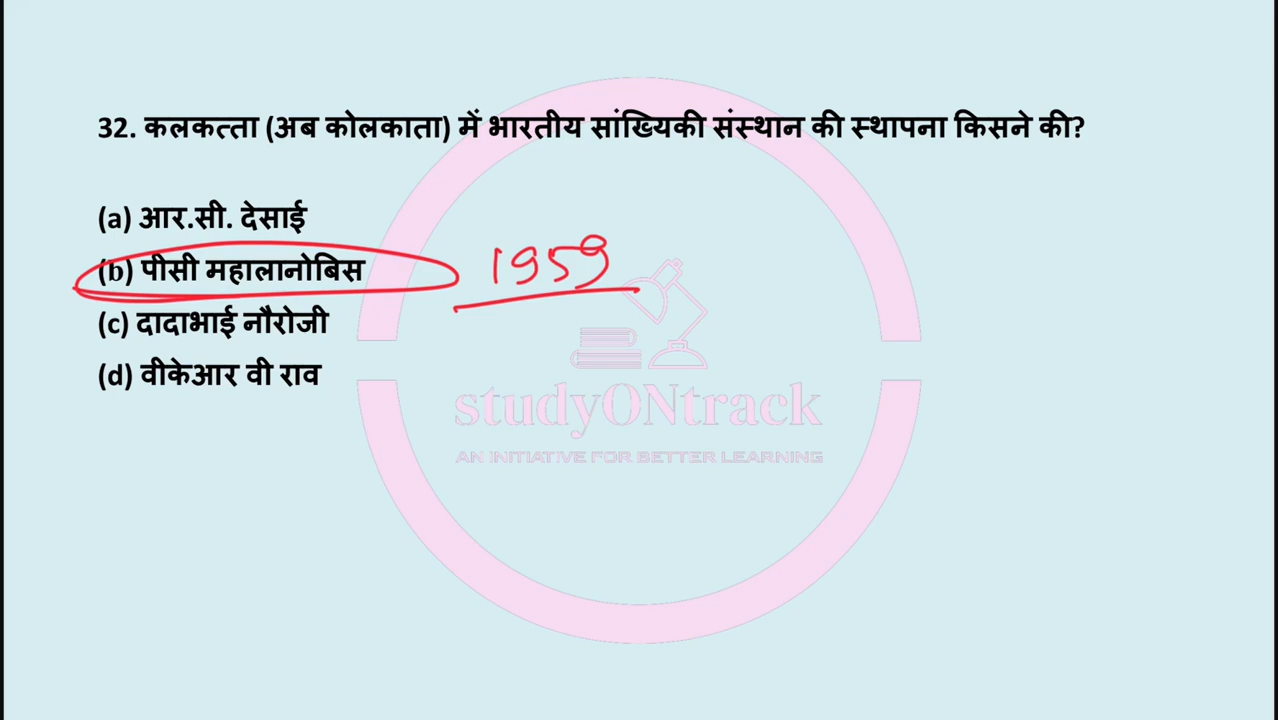 32. कलकत्ता (अब कोलकाता) में भारतीय सांख्यिकी संस्थान की स्थापना किसने की?
(a) आर.सी. देसाई
(b) पीसी महालानोबिस
1959
(c) दादाभाई नौरोजी
(d) वीकेआर वी राव
studyONtrack
AN INITIATIVE FOR BETTER LEARNING